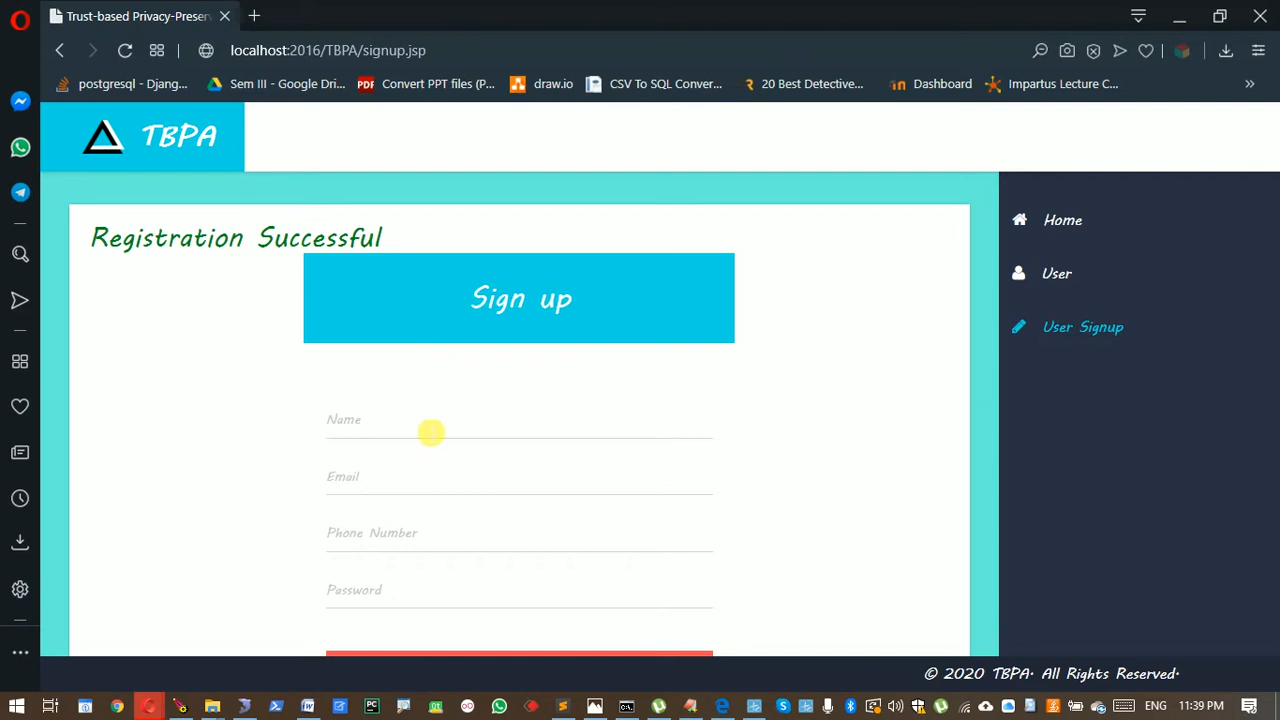 Trust-based Privacy-Preser
localhost:2016/TBPA/signup.jsp
postgresql - Djang...
Sem III - Google Dri...
PDF
Convert PPT files (P...
draw.io
CSV To SQL Conver...
20 Best Detective...
Dashboard
Impartus Lecture C...
TBPA
Registration Successful
Sign up
Name
Email
Phone Number
Password
Home
User
User Signup
© 2020 TBPA. All Rights Reserved.
11:39 PM